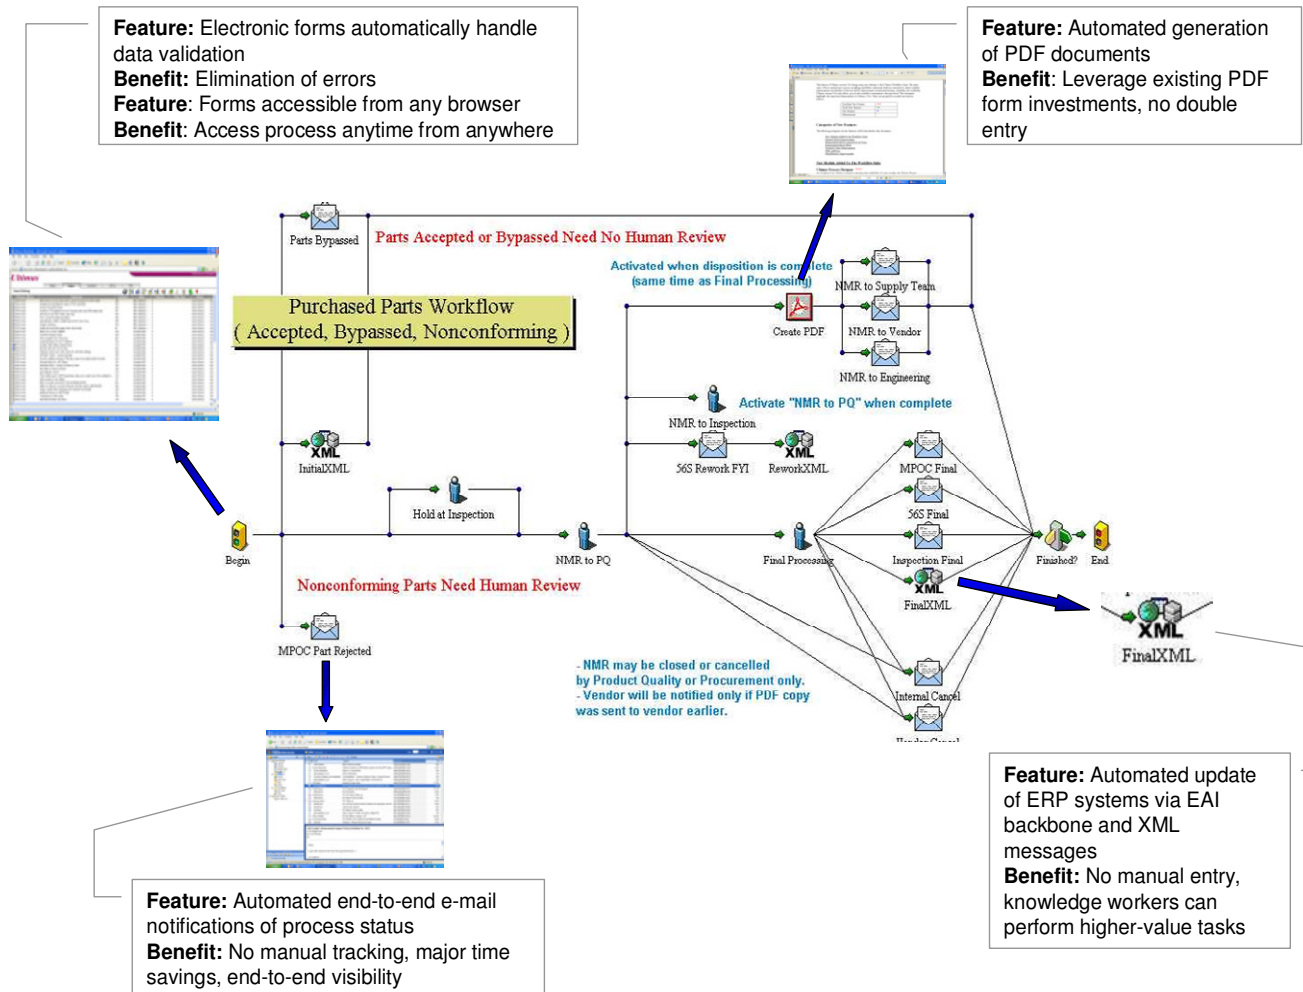 Feature: Electronic forms automatically handle
data validation
Benefit: Elimination of errors
Feature: Forms accessible from any browser
Benefit: Access process anytime from anywhere
Feature: Automated generation
of PDF documents
Benefit: Leverage existing PDF
form investments, no double
entry
Parts Bypassed
Parts Accepted or Bypassed Need No Human Review
Activated when disposition is complete
(same time as Final Processing)
NMR to Supply Team
Purchased Parts Workflow
( Accepted, Bypassed, Nonconforming )
Create PDF
NMR to Vendor
NMR to Engineering
Activate "NMR to PQ" when complete
NMR to Inspection
XML
InitialXML
56S Rework FYI
XML
ReworkXML
MPOC Final
Hold at Inspection
56S Final
Begin
NMR to PQ
Final Processing
Inspection Final
Finished?
End
Nonconforming Parts Need Human Review
XML
FinalXML
XML
FinalXML
MPOC Part Rejected
- NMR may be closed or cancelled
by Product Quality or Procurement only.
- Vendor will be notified only if PDF copy
was sent to vendor earlier.
Internal Cancel
Feature: Automated update
of ERP systems via EAI
backbone and XML
messages
Benefit: No manual entry,
knowledge workers can
perform higher-value tasks
Feature: Automated end-to-end e-mail
notifications of process status
Benefit: No manual tracking, major time
savings, end-to-end visibility